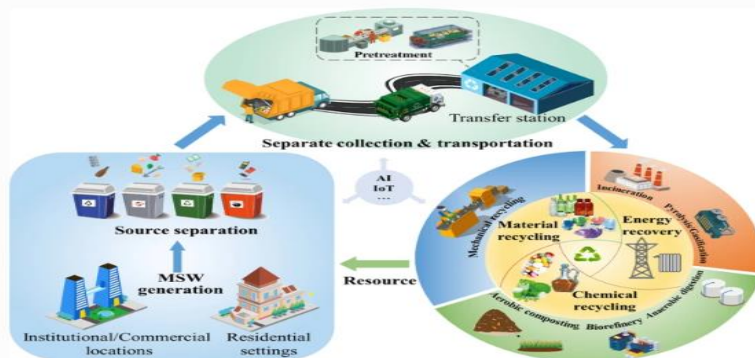 Pretreatment
Transfer station
Separate collection & transportation
AI
IoT
...
Source separation
MSW
generation
Institutional/Commercial
locations
Residential
settings
Resource
Mechanical recycling
Incineration
Pyrolysis Gasification
Material
recycling
Energy
recovery
Chemical
recycling
Aerobic composting
Biorefinery
Anaerobic digestion